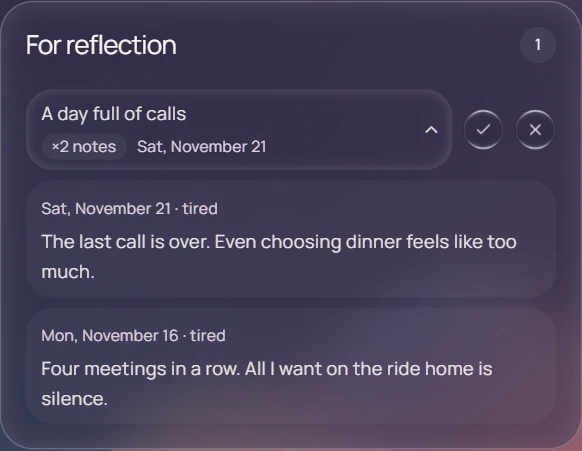 For reflection
1
A day full of calls
×2 notes Sat, November 21
Sat, November 21 · tired
The last call is over. Even choosing dinner feels like too
much.
Mon, November 16 · tired
Four meetings in a row. All I want on the ride home is
silence.